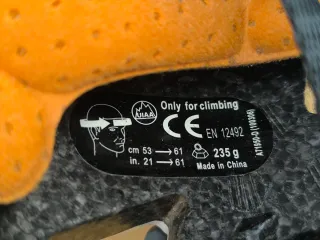 Only for climbing
UIAA
CE EN 12492
cm 53 → 61
in. 21 → 61
235 g
Made in China